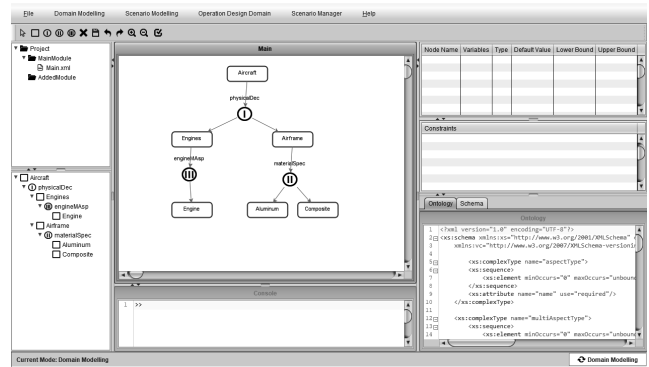 File Domain Modelling Scenario Modelling Operation Design Domain Scenario Manager Help
Project
MainModule
Main.xml
AddedModule
Main
Aircraft
physicalDec
Engines
Airframe
engineMAsp
materialSpec
Engine
Aluminum
Composite
Node Name Variables Type Default Value Lower Bound Upper Bound
Constraints
Aircraft
physicalDec
Engines
engineMAsp
Engine
Airframe
materialSpec
Aluminum
Composite
Console
1 >>
Ontology Schema
Ontology
1 <?xml version="1.0" encoding="UTF-8"?>
2 <xs:schema xmlns:xs="http://www.w3.org/2001/XMLSchema"
3 xmlns:vc="http://www.w3.org/2007/XMLSchema-versionin
4
5 <xs:complexType name="aspectType">
6 <xs:sequence>
7 <xs:element minOccurs="0" maxOccurs="unboun
8 </xs:sequence>
9 <xs:attribute name="name" use="required"/>
10 </xs:complexType>
11
12 <xs:complexType name="multiAspectType">
13 <xs:sequence>
14 <xs:element minOccurs="0" maxOccurs="unboun
Current Mode: Domain Modelling
Domain Modelling